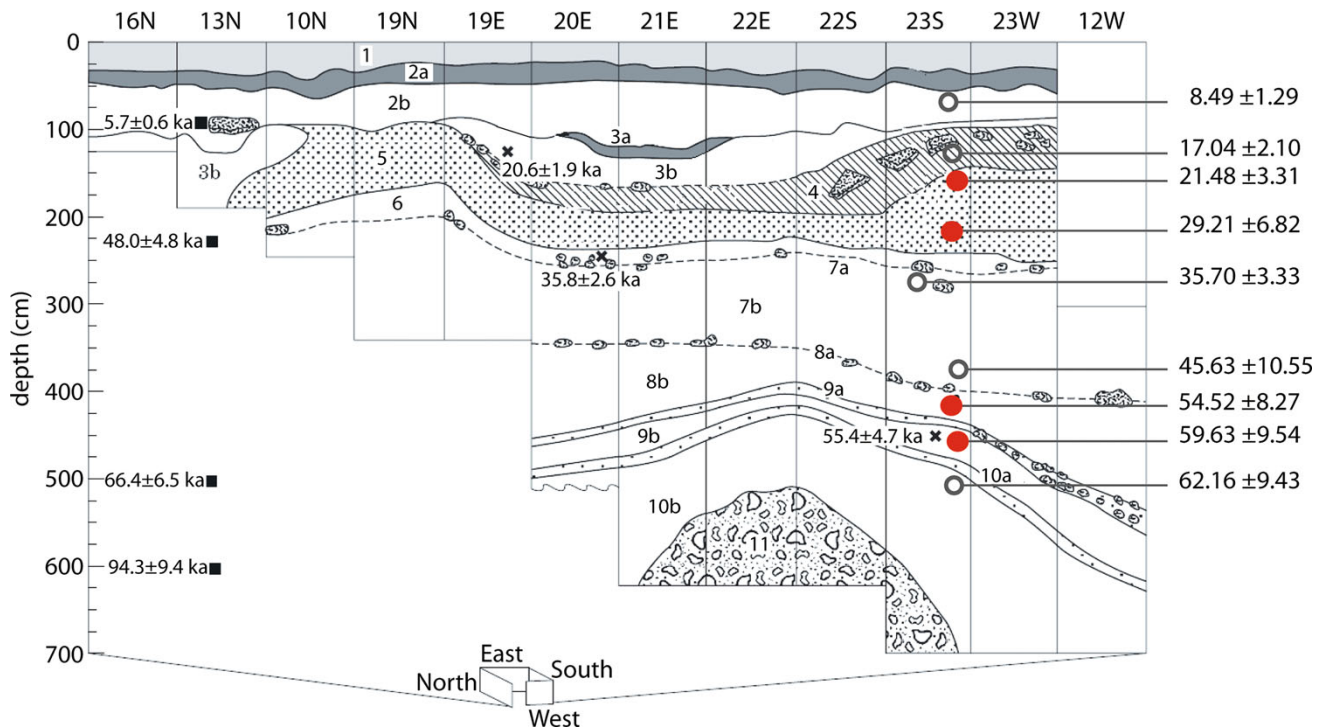 16N 13N 10N 19N 19E 20E 21E 22E 22S 23S 23W 12W
depth (cm)
0
100
200
300
400
500
600
700
1
2a
2b
8.49 ±1.29
5.7±0.6 ka
3a
17.04 ±2.10
5
20.6±1.9 ka
3b
3b
4
21.48 ±3.31
6
29.21 ±6.82
48.0±4.8 ka
7a
35.8±2.6 ka
35.70 ±3.33
7b
8a
45.63 ±10.55
8b
9a
54.52 ±8.27
9b
55.4±4.7 ka
59.63 ±9.54
66.4±6.5 ka
10a
62.16 ±9.43
10b
11
94.3±9.4 ka
East
South
North
West